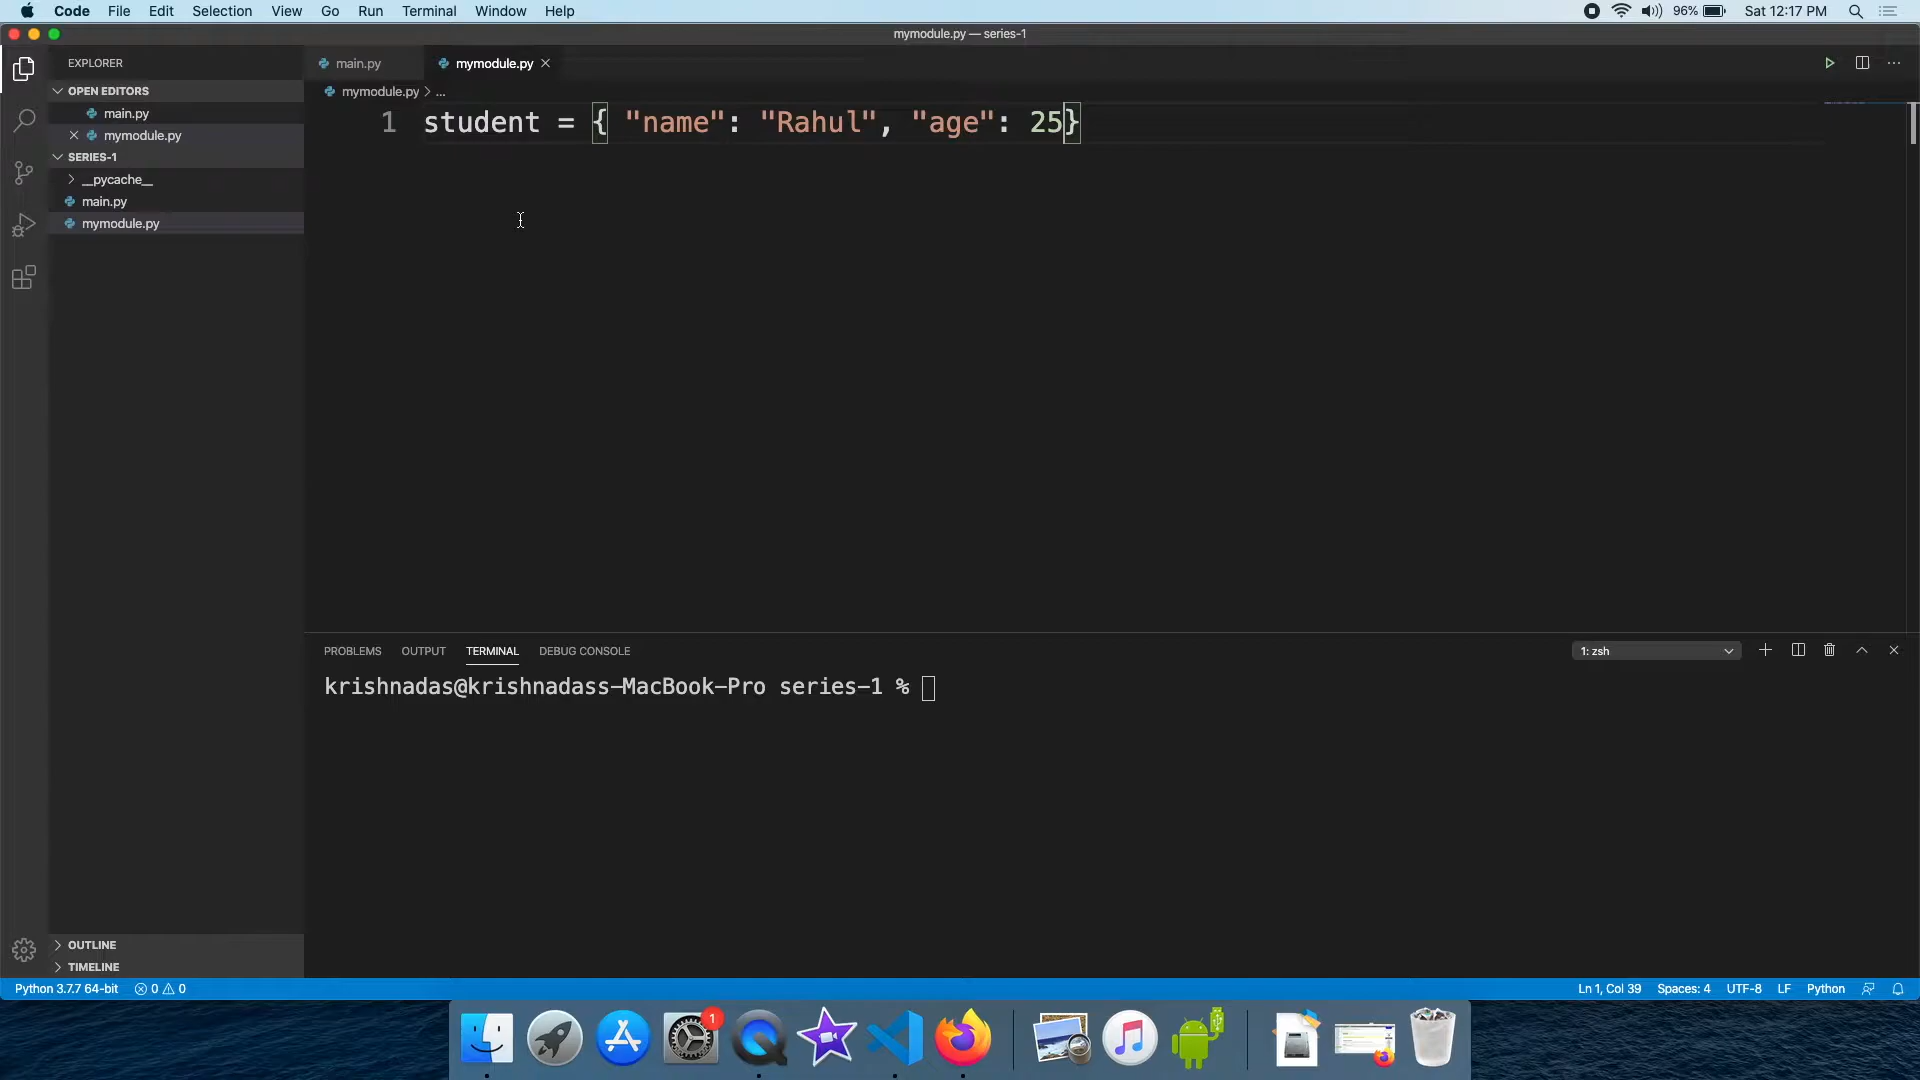 Code File Edit Selection View Go Run Terminal Window Help 96% Sat 12:17 PM
mymodule.py — series-1
EXPLORER
main.py mymodule.py
OPEN EDITORS
mymodule.py > ...
main.py
mymodule.py
SERIES-1
__pycache__
main.py
mymodule.py
1 student = { "name": "Rahul", "age": 25}
PROBLEMS OUTPUT TERMINAL DEBUG CONSOLE 1: zsh
krishnadas@krishnadass-MacBook-Pro series-1 %
OUTLINE
TIMELINE
Python 3.7.7 64-bit 0 0 Ln 1, Col 39 Spaces: 4 UTF-8 LF Python
1